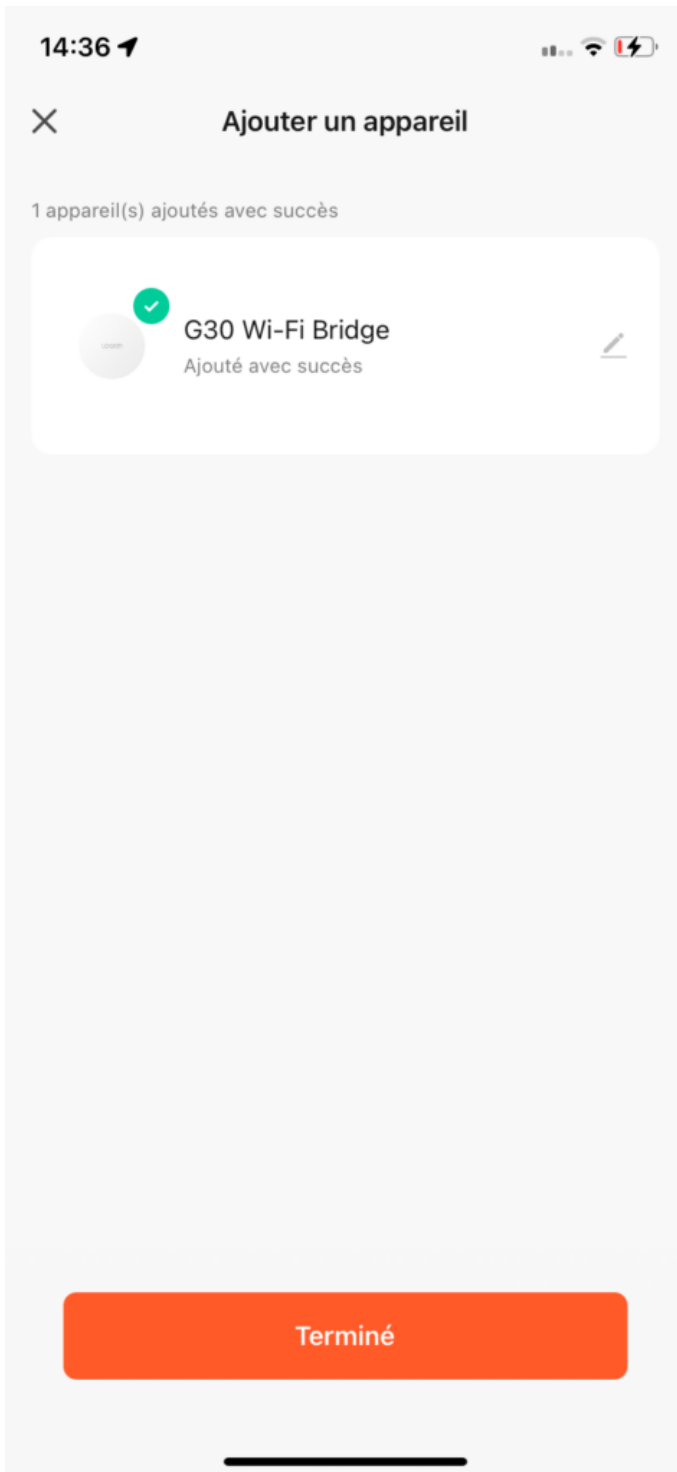 14:36
Ajouter un appareil
1 appareil(s) ajoutés avec succès
G30 Wi-Fi Bridge
Ajouté avec succès
Terminé